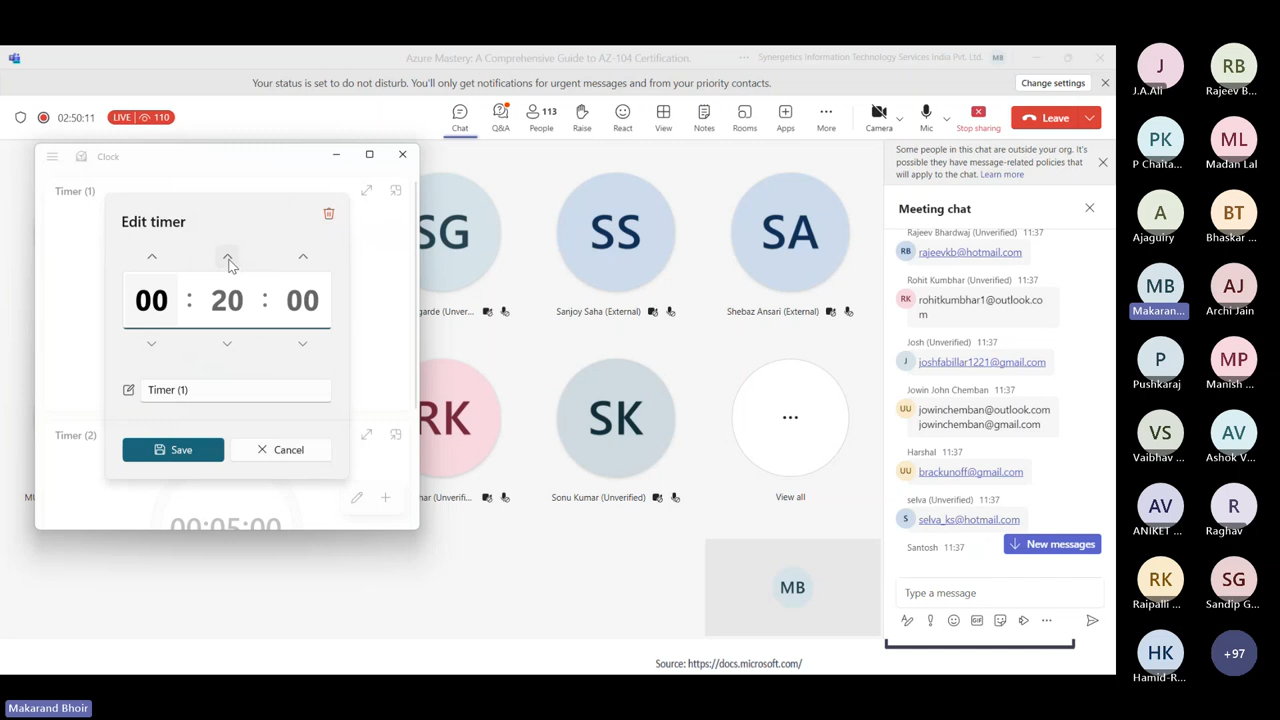 Azure Mastery: A Comprehensive Guide to AZ-104 Certification.
Synergetics Information Technology Services India Pvt. Ltd.
MB
Your status is set to do not disturb. You'll only get notifications for urgent messages and from your priority contacts.
Change settings
02:50:11
LIVE
110
Chat
Q&A
113
People
Raise
React
View
Notes
Rooms
Apps
More
Camera
Mic
Stop sharing
Leave
Clock
Timer (1)
Edit timer
00 : 20 : 00
Timer (1)
Save
Cancel
Timer (2)
00:05:00
SG
SS
SA
garde (Unver...
Sanjoy Saha (External)
Shebaz Ansari (External)
RK
SK
...
har (Unverifi...
Sonu Kumar (Unverified)
View all
MB
Some people in this chat are outside your org. It's
possible they have message-related policies that
will apply to the chat. Learn more
Meeting chat
Rajeev Bhardwaj (Unverified) 11:37
RB
rajeevkb@hotmail.com
Rohit Kumbhar (Unverified) 11:37
RK
rohitkumbhar1@outlook.co
m
Josh (Unverified) 11:37
J
joshfabillar1221@gmail.com
Jowin John Chemban 11:37
UU
jowinchemban@outlook.com
jowinchemban@gmail.com
Harshal 11:37
UU
brackunoff@gmail.com
selva (Unverified) 11:37
S
selva_ks@hotmail.com
Santosh 11:37
New messages
Type a message
Source: https://docs.microsoft.com/
J
J.A.Ali
RB
Rajeev B...
PK
P Chaita...
ML
Madan Lal
A
Ajagulry
BT
Bhaskar ...
MB
Makaran...
AJ
Archi Jain
P
Pushkaraj
MP
Manish ...
VS
Vaibhav ...
AV
Ashok V...
AV
ANIKET ...
R
Raghav
RK
Raipalli ...
SG
Sandip G...
HK
Hamid-R...
+97
Makarand Bhoir